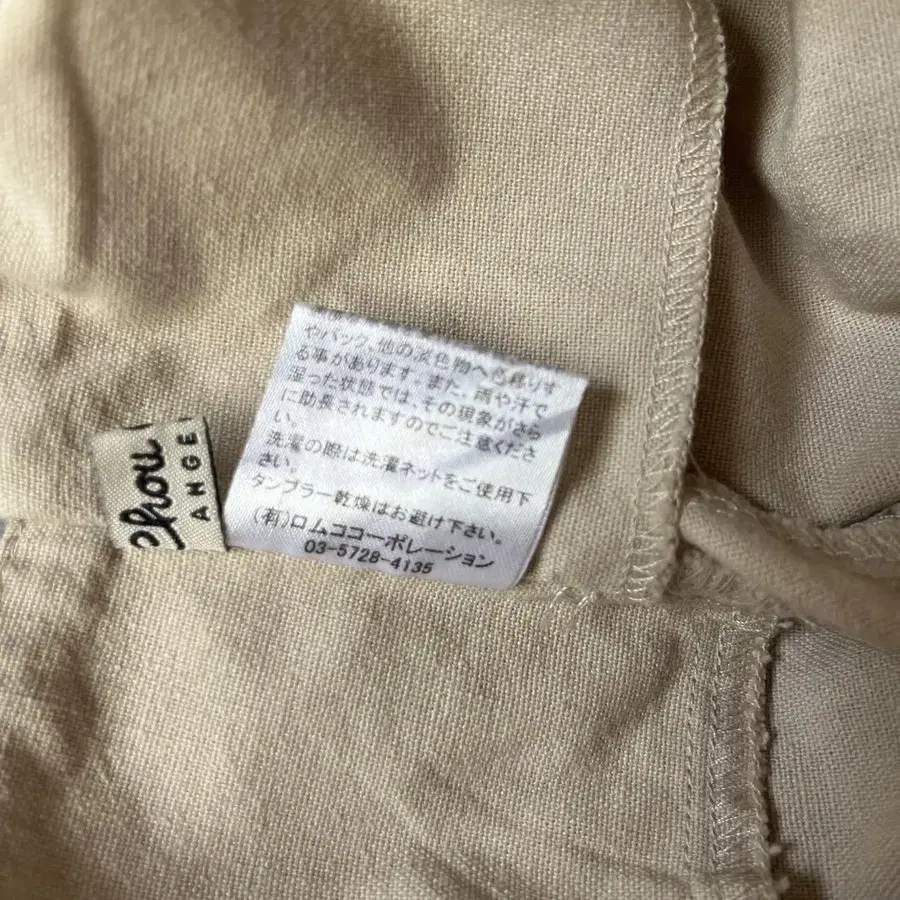 Chou
ANGE
やバッグ、他の淡色物へ色移りす
る事があります。また、雨や汗で
湿った状態では、その現象がさら
に助長されますのでご注意くださ
い。
洗濯の際は洗濯ネットをご使用下
さい。
タンブラー乾燥はお避け下さい。
(有)ロムココーポレーション
03-5728-4135